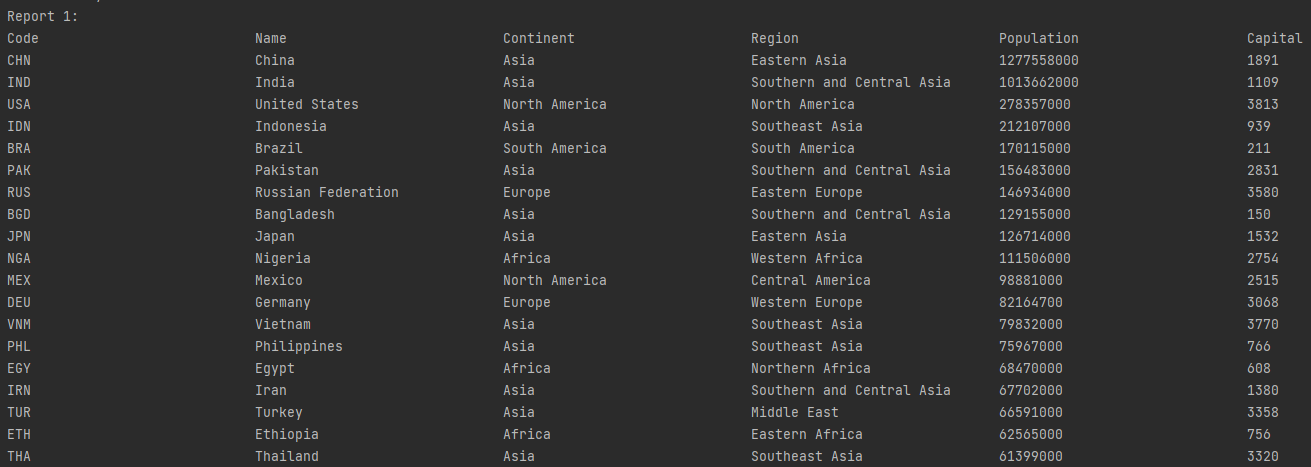 Report 1:
Code Name Continent Region Population Capital
CHN China Asia Eastern Asia 1277558000 1891
IND India Asia Southern and Central Asia 1013662000 1109
USA United States North America North America 278357000 3813
IDN Indonesia Asia Southeast Asia 212107000 939
BRA Brazil South America South America 170115000 211
PAK Pakistan Asia Southern and Central Asia 156483000 2831
RUS Russian Federation Europe Eastern Europe 146934000 3580
BGD Bangladesh Asia Southern and Central Asia 129155000 150
JPN Japan Asia Eastern Asia 126714000 1532
NGA Nigeria Africa Western Africa 111506000 2754
MEX Mexico North America Central America 98881000 2515
DEU Germany Europe Western Europe 82164700 3068
VNM Vietnam Asia Southeast Asia 79832000 3770
PHL Philippines Asia Southeast Asia 75967000 766
EGY Egypt Africa Northern Africa 68470000 608
IRN Iran Asia Southern and Central Asia 67702000 1380
TUR Turkey Asia Middle East 66591000 3358
ETH Ethiopia Africa Eastern Africa 62565000 756
THA Thailand Asia Southeast Asia 61399000 3320